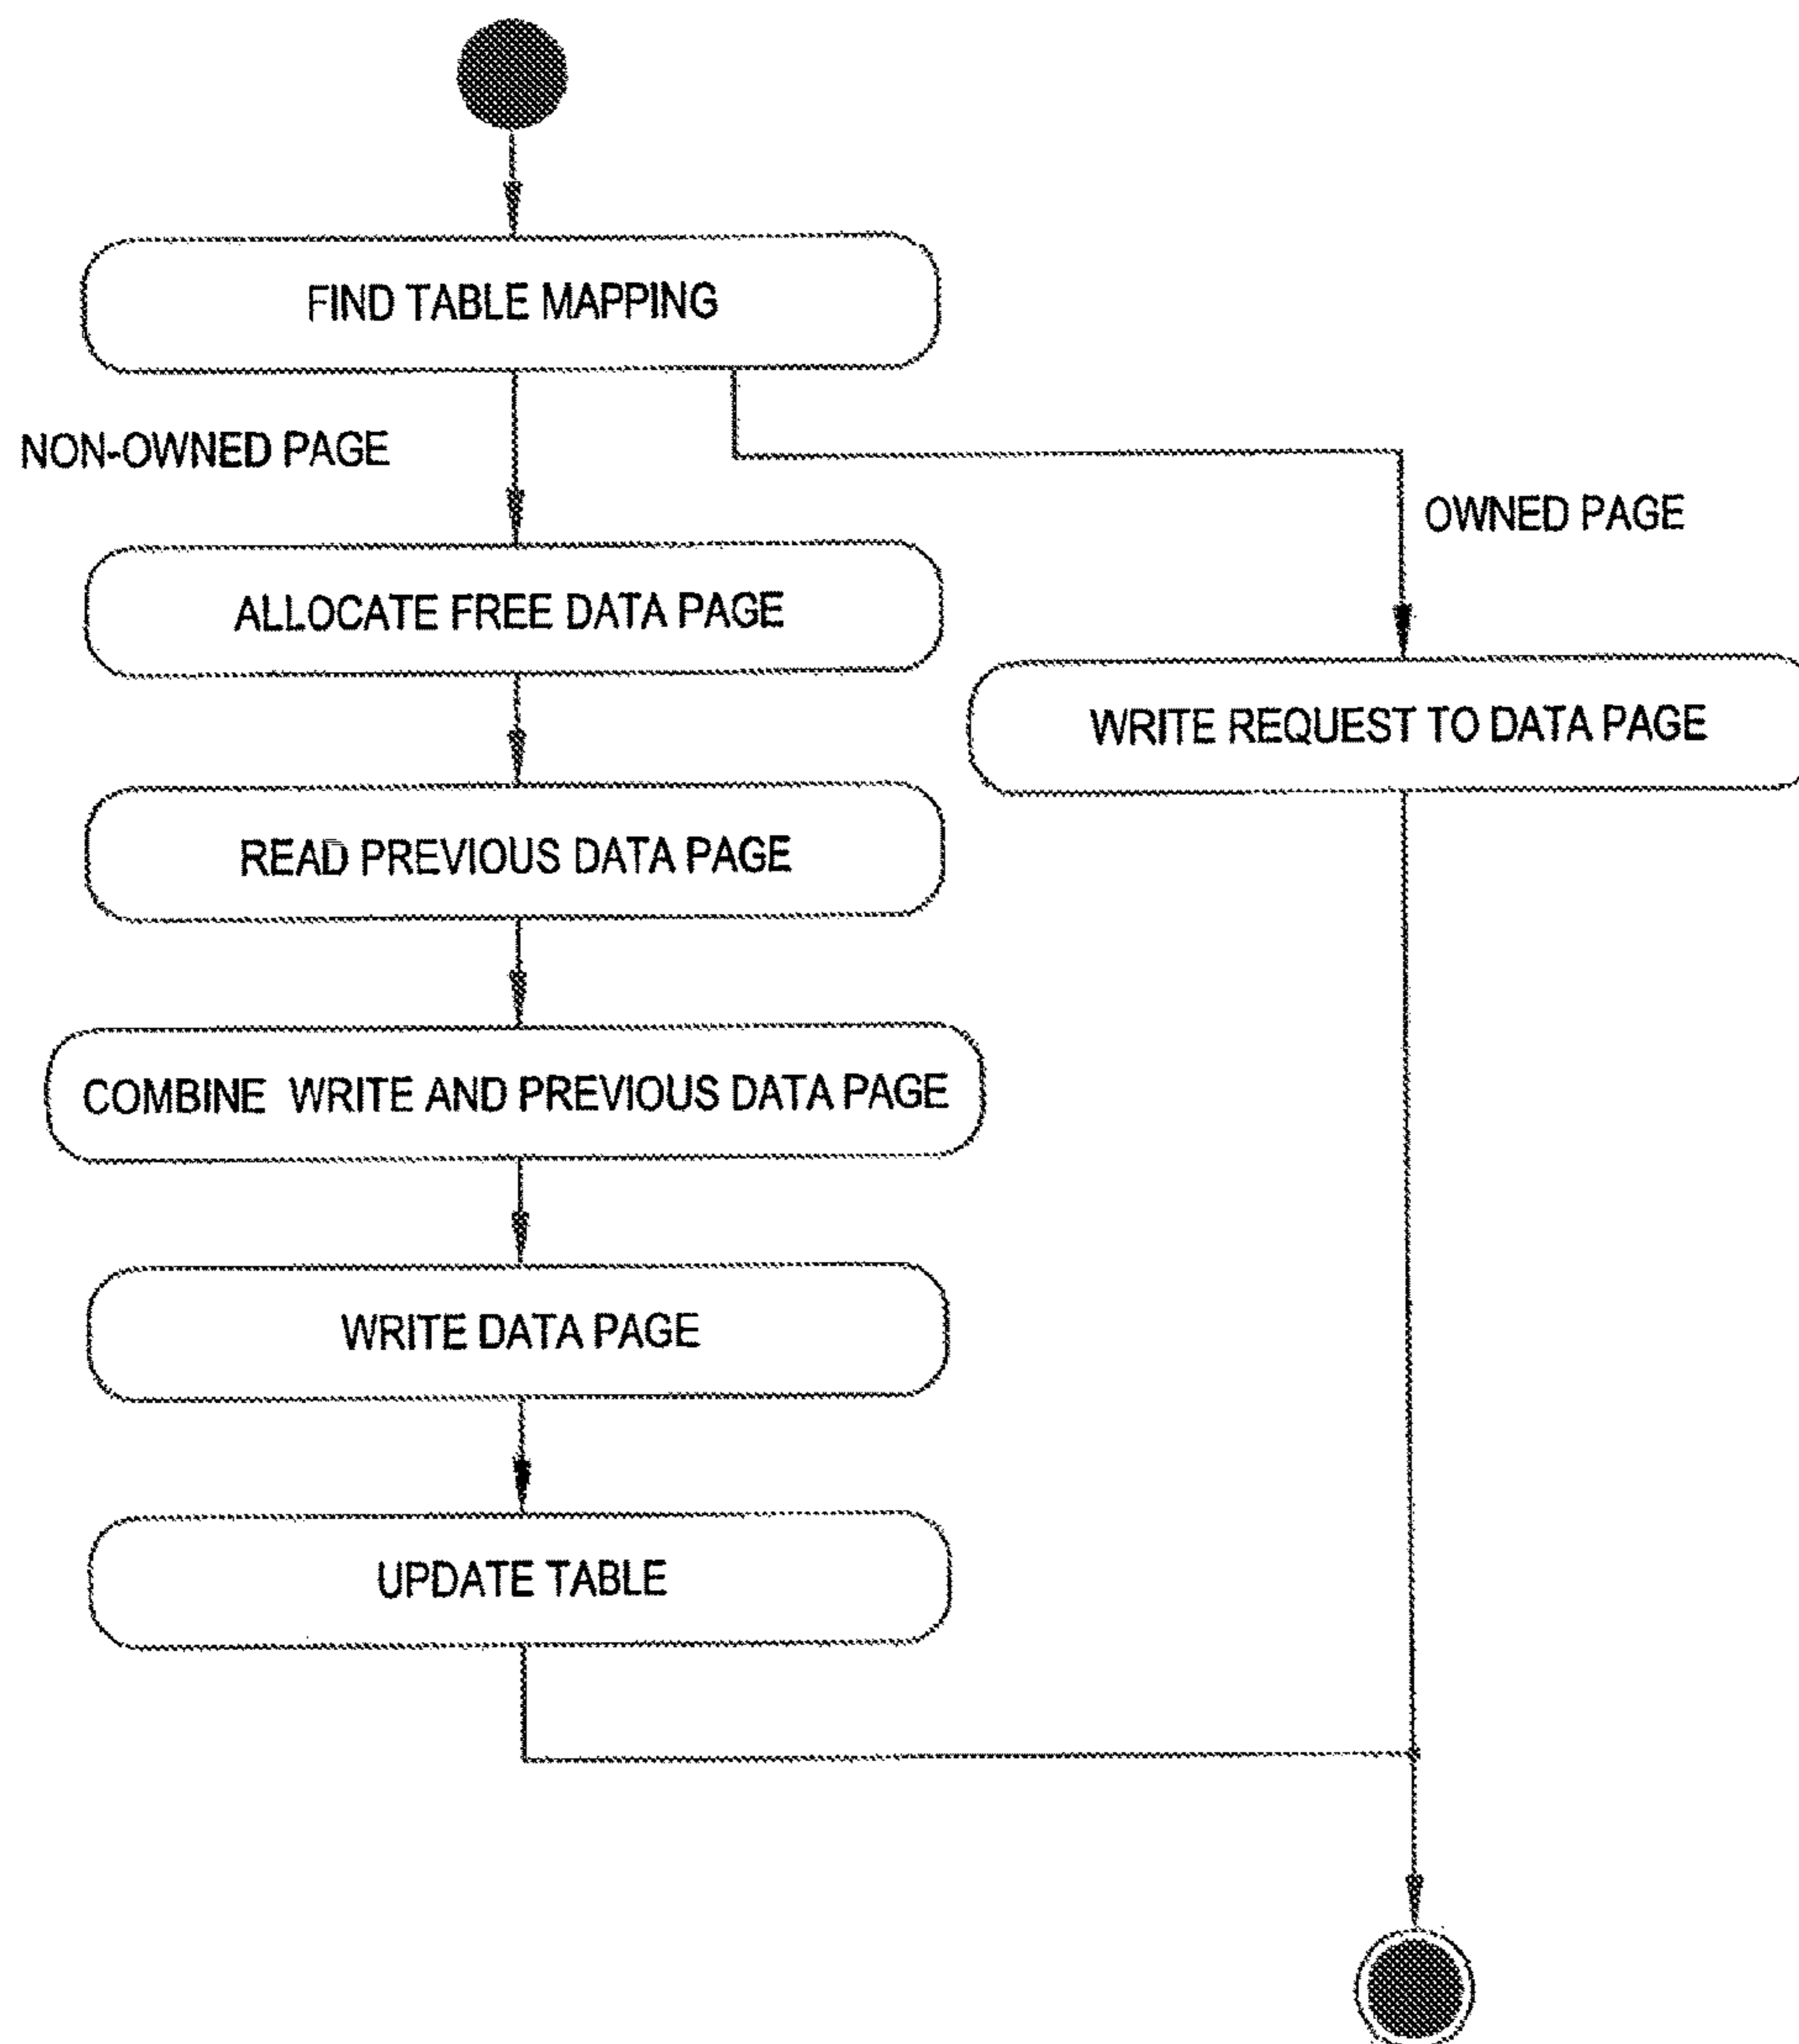 FIND TABLE MAPPING
NON-OWNED PAGE
OWNED PAGE
ALLOCATE FREE DATA PAGE
WRITE REQUEST TO DATA PAGE
READ PREVIOUS DATA PAGE
COMBINE WRITE AND PREVIOUS DATA PAGE
WRITE DATA PAGE
UPDATE TABLE